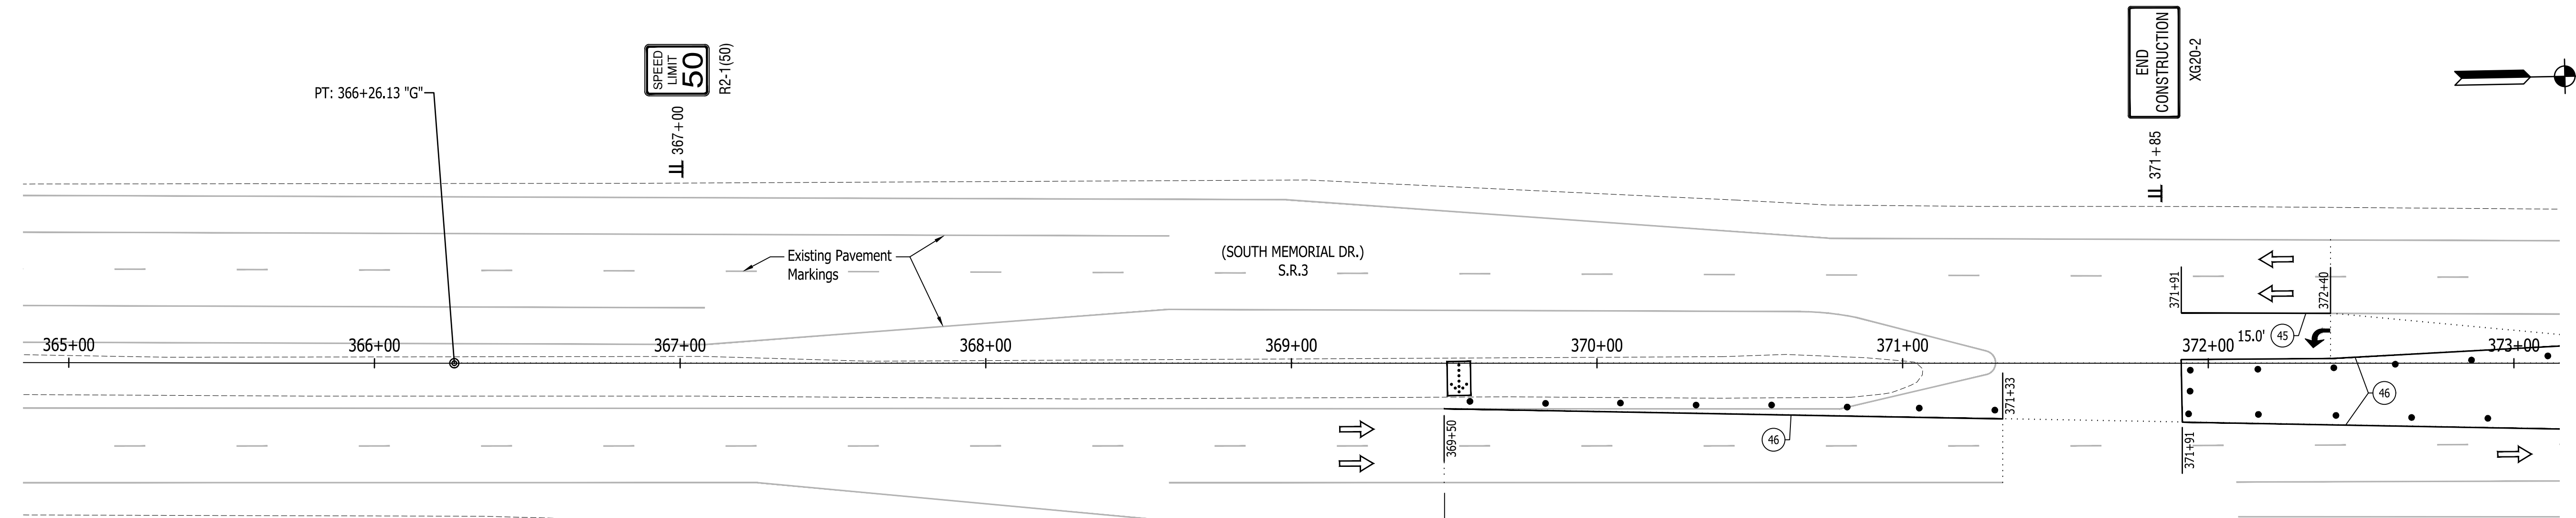 PT: 366+26.13 "G"
SPEED
LIMIT
50
R2-1(50)
367+00
END
CONSTRUCTION
XG20-2
371+85
Existing Pavement
Markings
(SOUTH MEMORIAL DR.)
S.R.3
371+91
372+40
15.0'
45
365+00
366+00
367+00
368+00
369+00
370+00
371+00
372+00
373+00
371+33
46
369+50
46
371+91